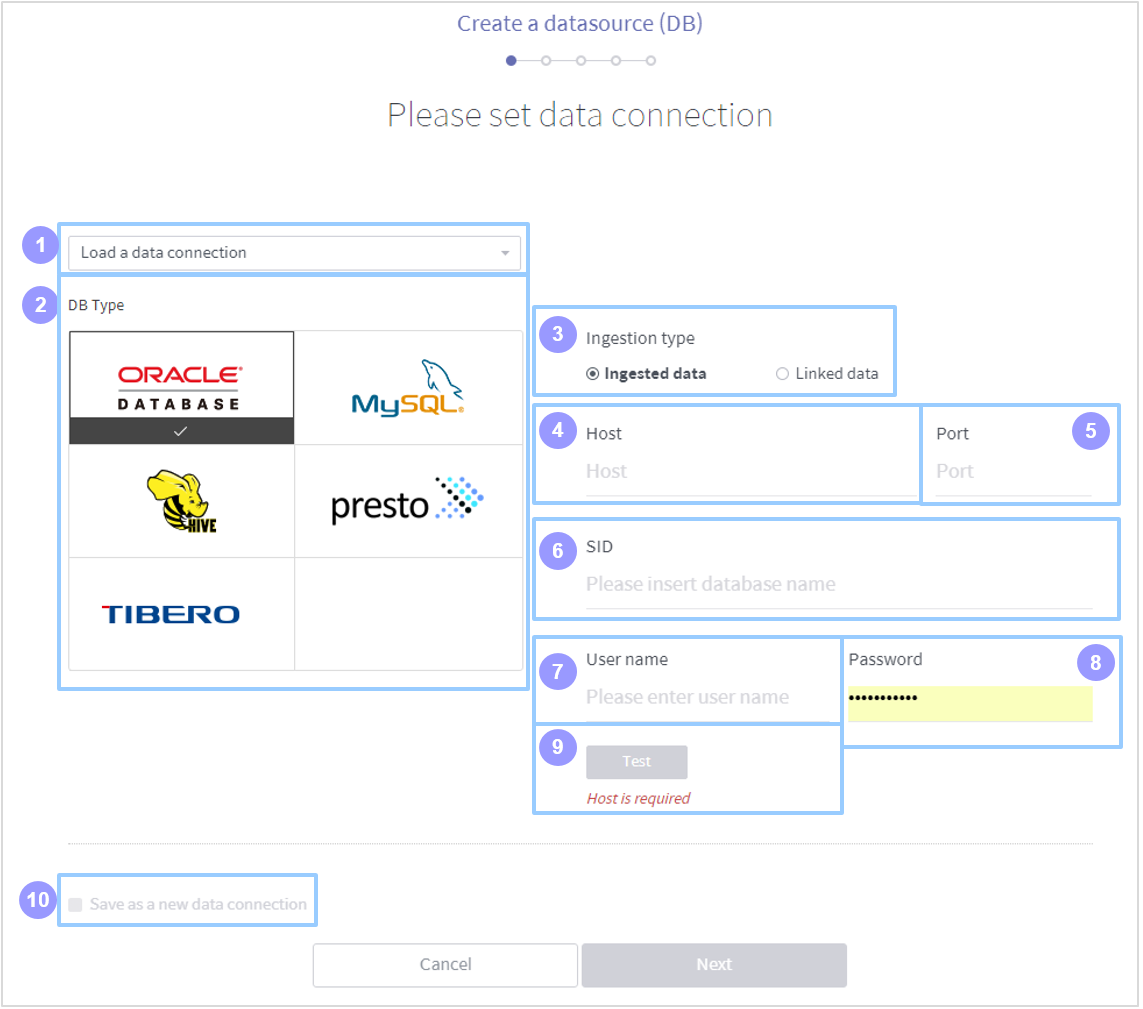 Create a datasource (DB)
Please set data connection
1
Load a data connection
2
DB Type
ORACLE®
DATABASE
MySQL®
HIVE
presto
TIBERO
3
Ingestion type
Ingested data
Linked data
4
Host
Host
Port
5
Port
6
SID
Please insert database name
7
User name
Please enter user name
Password
8
•••••••••••
9
Test
Host is required
10
Save as a new data connection
Cancel
Next